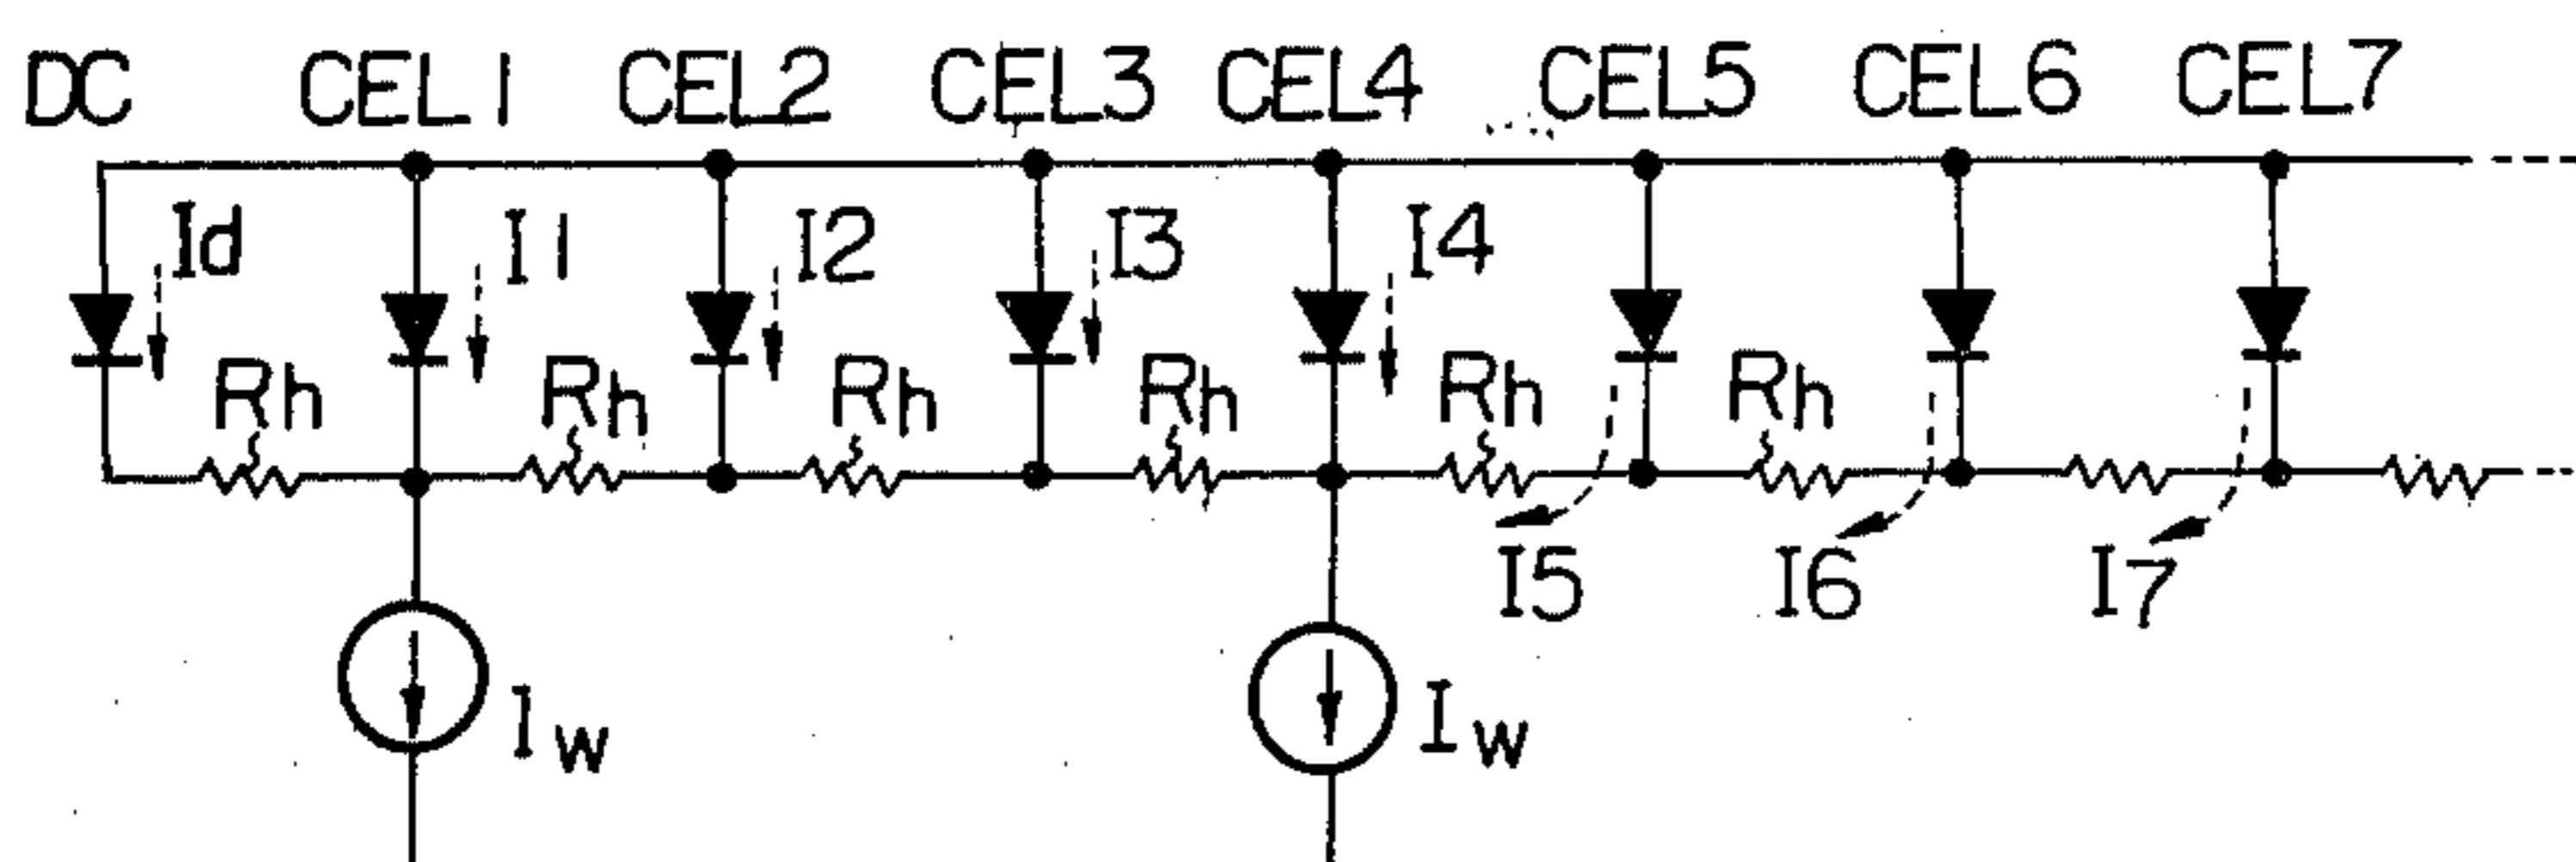 DC CEL1 CEL2 CEL3 CEL4 CEL5 CEL6 CEL7
Id I1 I2 I3 I4
Rh Rh Rh Rh Rh Rh
I5 I6 I7
Iw Iw